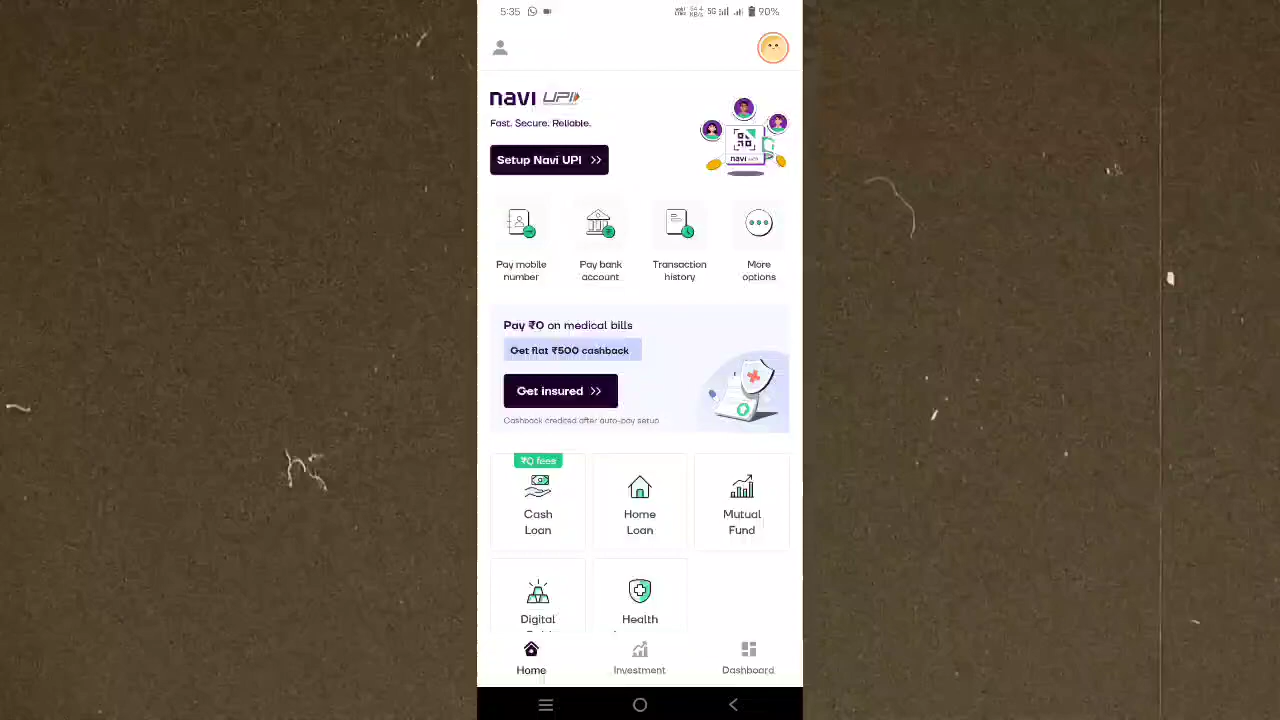 5:35
5G
90%
navi UPI
Fast. Secure. Reliable.
Setup Navi UPI
navi
Pay mobile number
Pay bank account
Transaction history
More options
Pay ₹0 on medical bills
Get flat ₹500 cashback
Get insured
Cashback credited after auto-pay setup
₹0 fees
Cash Loan
Home Loan
Mutual Fund
Digital
Health
Home
Investment
Dashboard